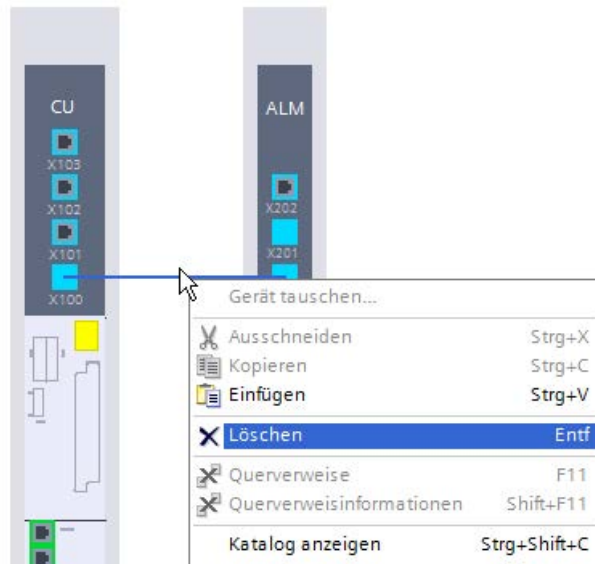 CU
ALM
X103
X102
X202
X101
X201
X100
Gerät tauschen...
Ausschneiden Strg+X
Kopieren Strg+C
Einfügen Strg+V
Löschen Entf
Querverweise F11
Querverweisinformationen Shift+F11
Katalog anzeigen Strg+Shift+C